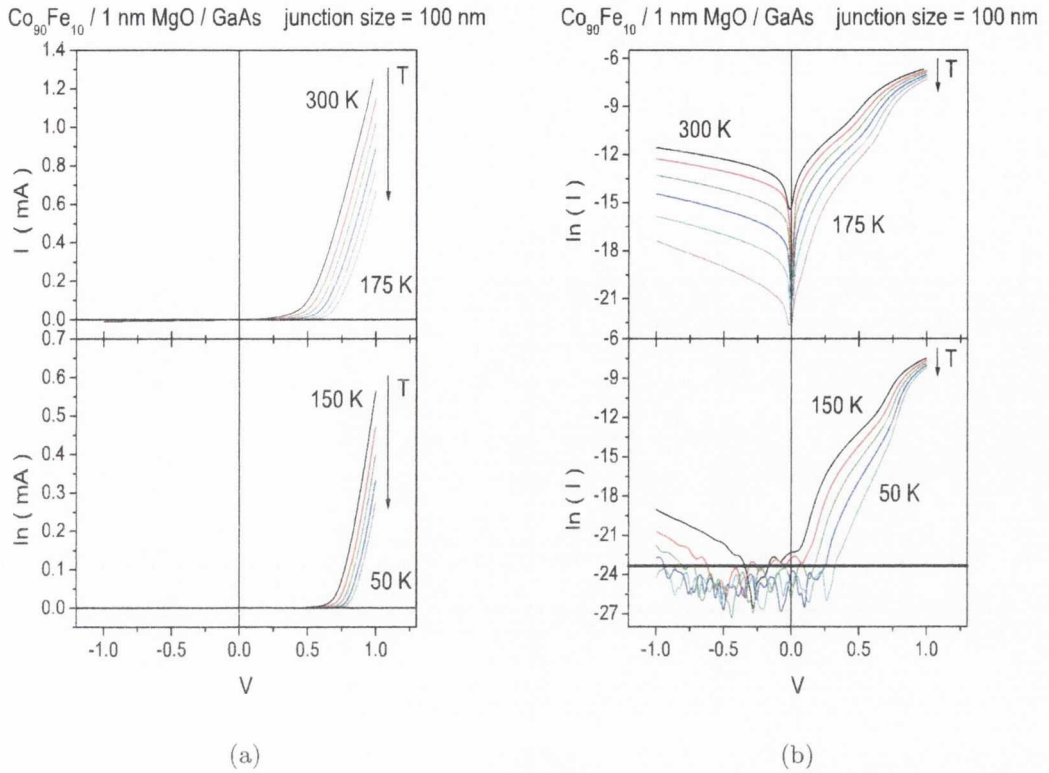 Co90Fe10 / 1 nm MgO / GaAs junction size = 100 nm
1.4
1.2
1.0
0.8
0.6
0.4
0.2
0.0
I ( mA )
300 K
T
175 K
0.7
0.6
0.5
0.4
0.3
0.2
0.1
0.0
ln ( mA )
150 K
T
50 K
-1.0 -0.5 0.0 0.5 1.0
V
(a)
Co90Fe10 / 1 nm MgO / GaAs junction size = 100 nm
-6
-9
-12
-15
-18
-21
ln ( I )
300 K
T
175 K
-6
-9
-12
-15
-18
-21
-24
-27
ln ( I )
150 K
T
50 K
-1.0 -0.5 0.0 0.5 1.0
V
(b)